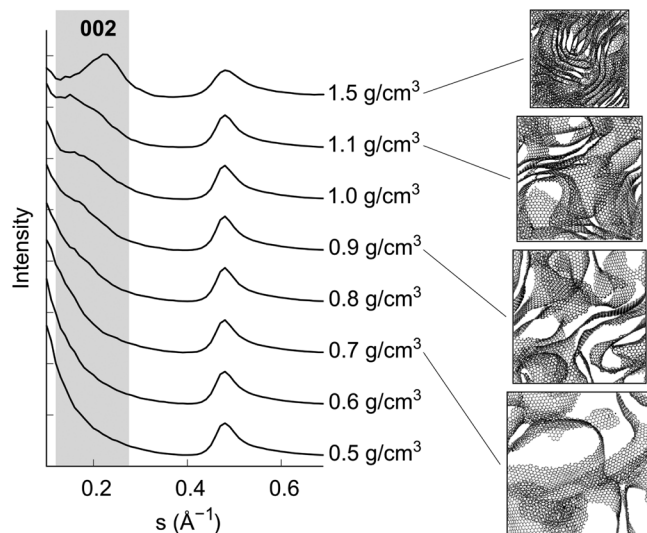 002
1.5 g/cm³
1.1 g/cm³
1.0 g/cm³
0.9 g/cm³
0.8 g/cm³
0.7 g/cm³
0.6 g/cm³
0.5 g/cm³
Intensity
0.2 0.4 0.6
s (Å⁻¹)